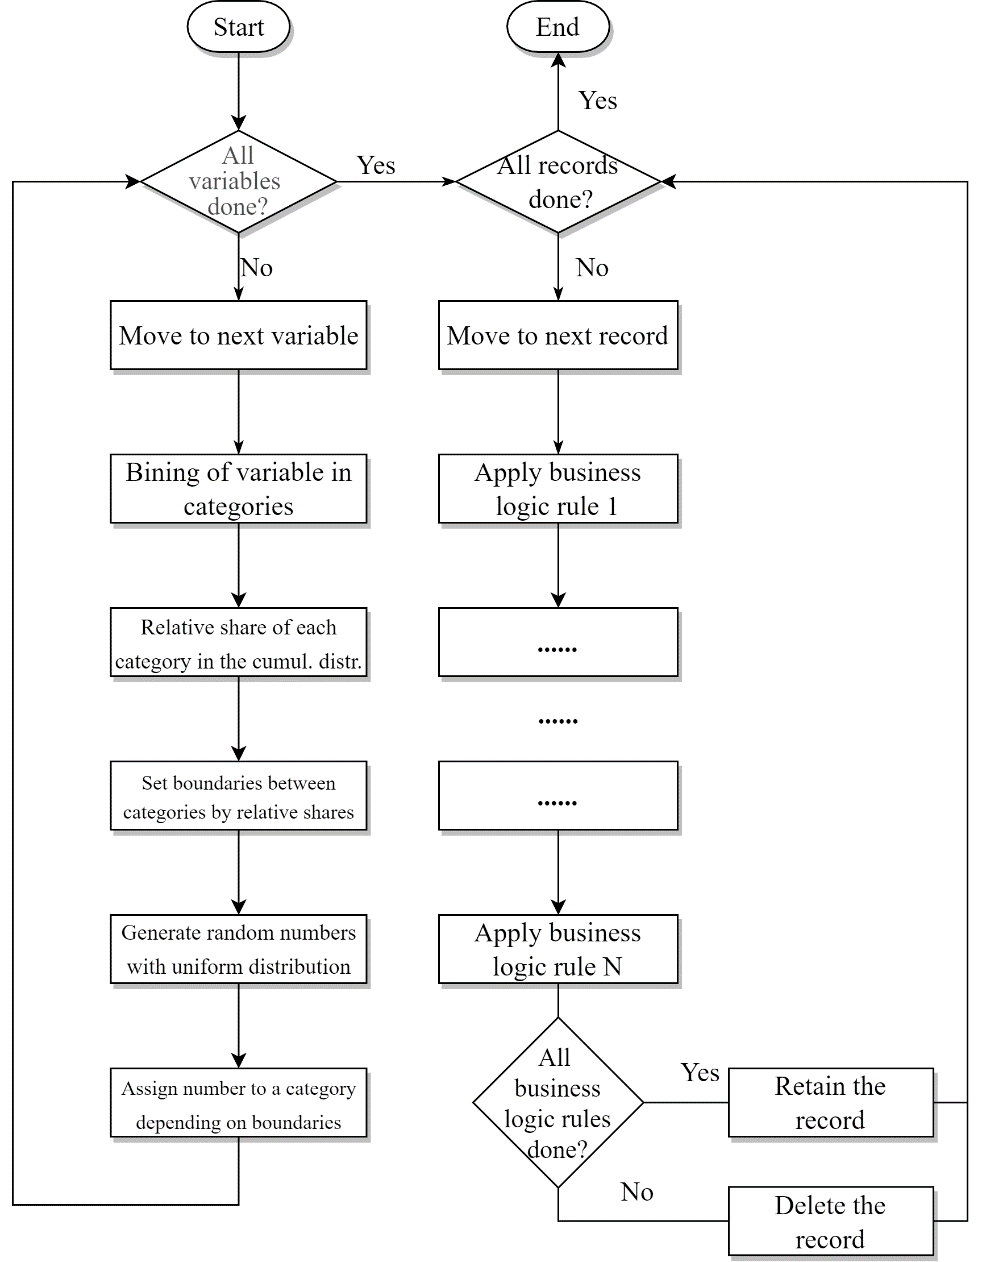 Start
End
Yes
All
variables
done?
Yes
All records
done?
No
No
Move to next variable
Move to next record
Bining of variable in
categories
Apply business
logic rule 1
Relative share of each
category in the cumul. distr.
......
......
Set boundaries between
categories by relative shares
......
Generate random numbers
with uniform distribution
Apply business
logic rule N
Assign number to a category
depending on boundaries
All
business
logic rules
done?
Yes
Retain the
record
No
Delete the
record